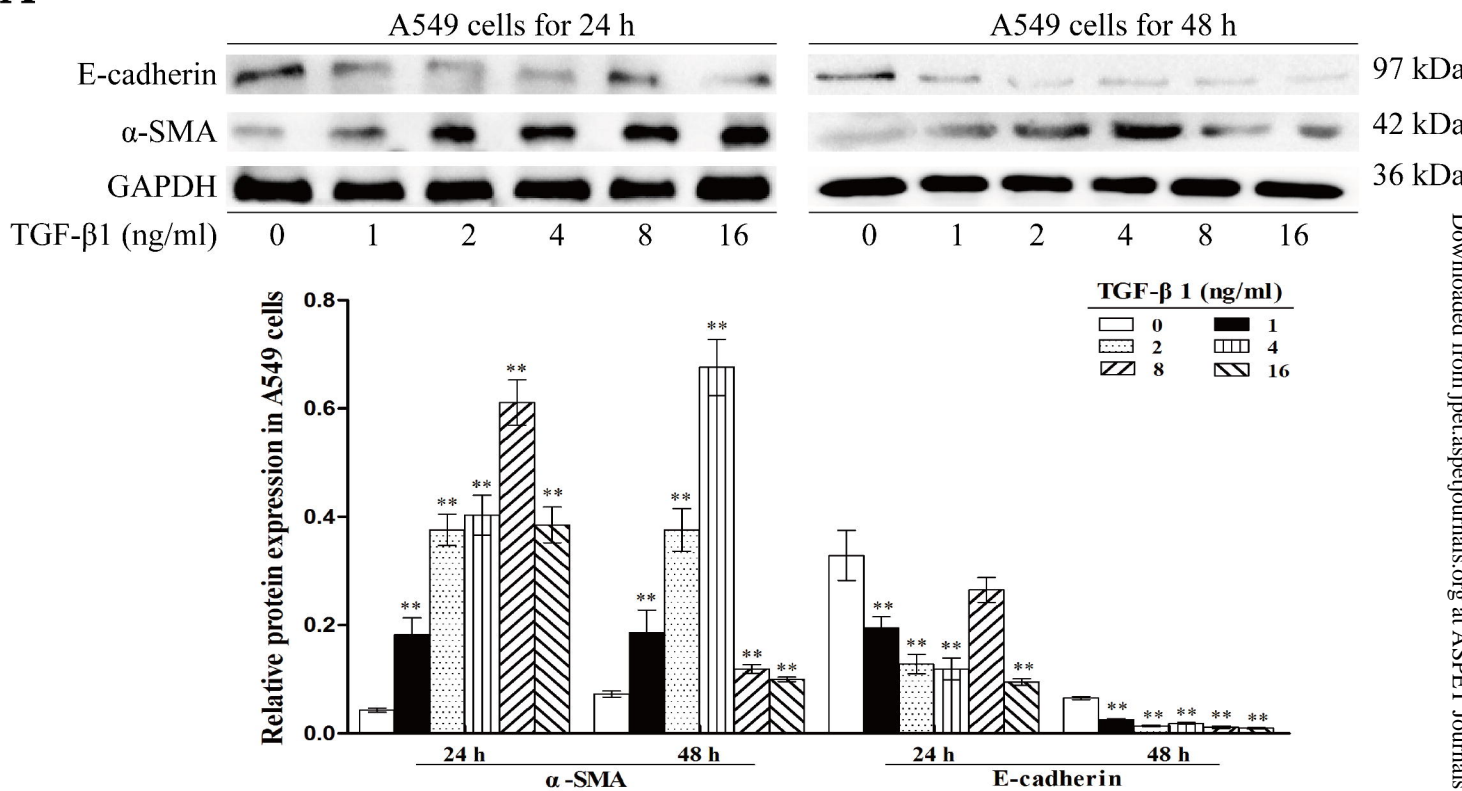 A549 cells for 24 h
A549 cells for 48 h
E-cadherin
97 kDa
α-SMA
42 kDa
GAPDH
36 kDa
TGF-β1 (ng/ml)
0 1 2 4 8 16
0 1 2 4 8 16
Relative protein expression in A549 cells
0.8
0.6
0.4
0.2
0.0
TGF-β 1 (ng/ml)
0 1
2 4
8 16
** ** ** ** **
** ** ** ** **
** ** ** **
** ** ** ** **
24 h 48 h 24 h 48 h
α -SMA E-cadherin
Downloaded from jpet.aspetjournals.org at ASPET Journals